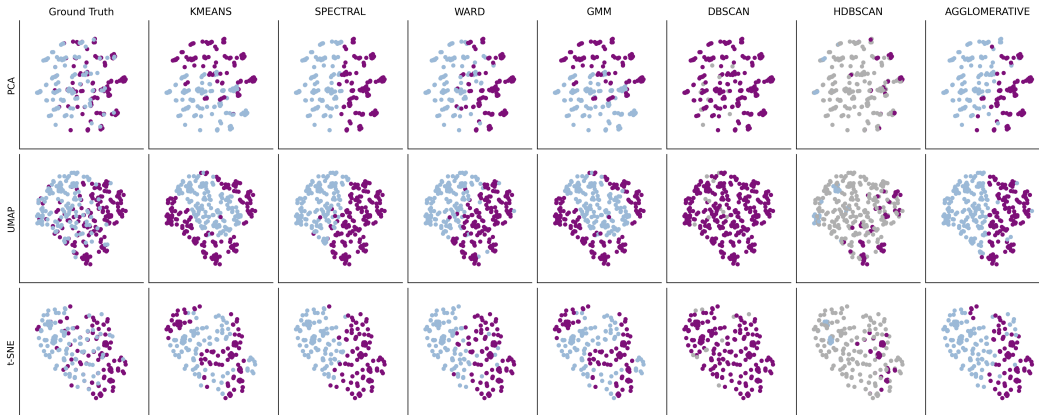 Ground Truth
KMEANS
SPECTRAL
WARD
GMM
DBSCAN
HDBSCAN
AGGLOMERATIVE
PCA
UMAP
t-SNE